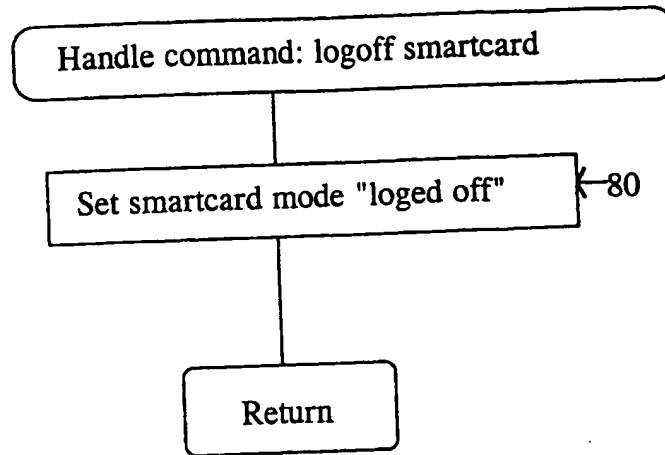 Handle command: logoff smartcard
Set smartcard mode "loged off"
80
Return